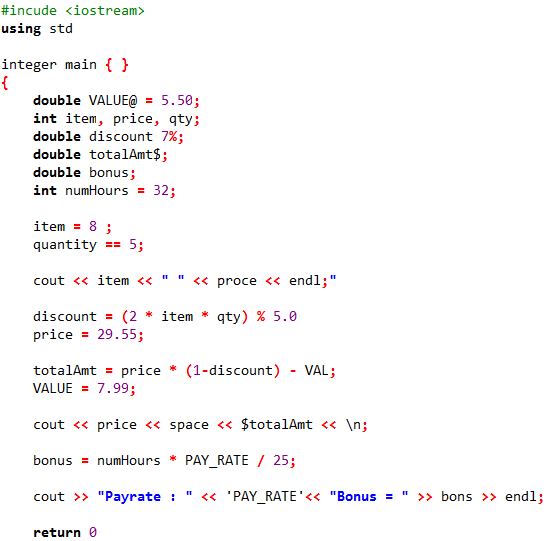 #incude <iostream>
using std

integer main { }
{
    double VALUE@ = 5.50;
    int item, price, qty;
    double discount 7%;
    double totalAmt$;
    double bonus;
    int numHours = 32;

    item = 8 ;
    quantity == 5;

    cout << item << " " << proce << endl;"

    discount = (2 * item * qty) % 5.0
    price = 29.55;

    totalAmt = price * (1-discount) - VAL;
    VALUE = 7.99;

    cout << price << space << $totalAmt << \n;

    bonus = numHours * PAY_RATE / 25;

    cout >> "Payrate : " << 'PAY_RATE'<< "Bonus = " >> bons >> endl;

    return 0